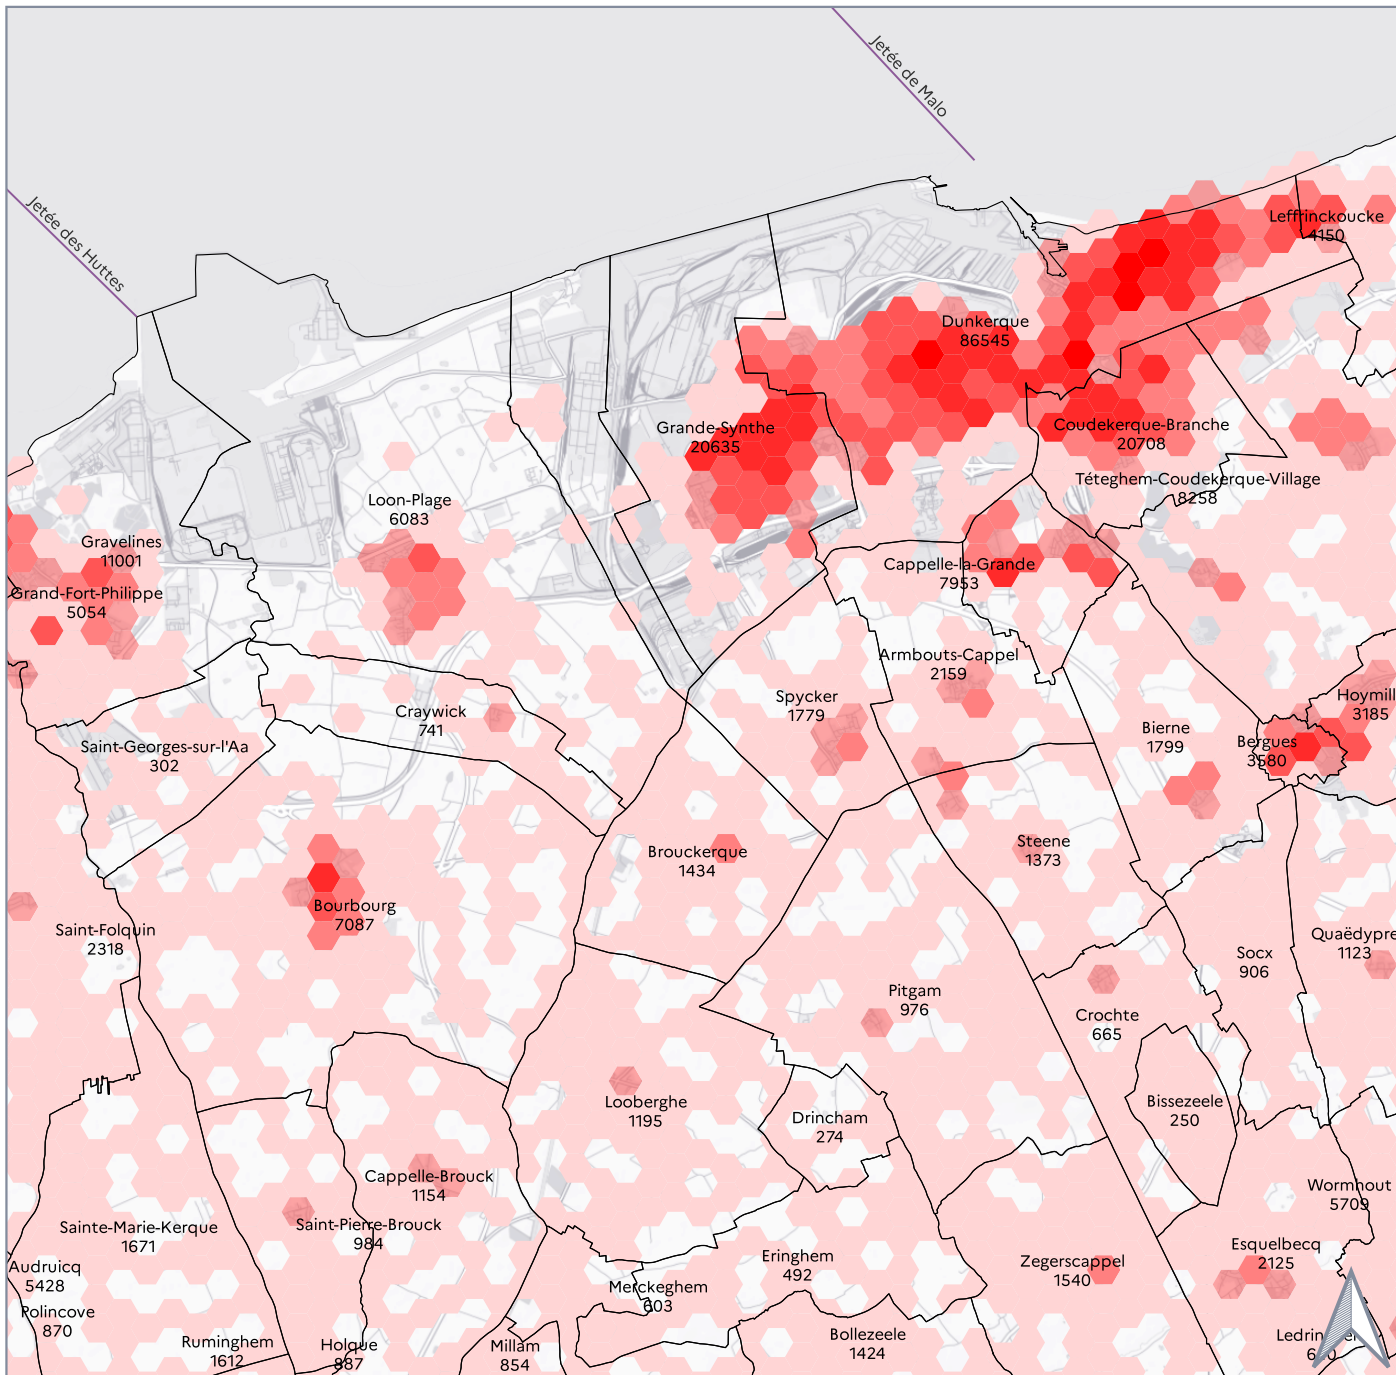 Jetée de Malo
Jetée des Huttes
Leffrinckoucke
4150
Dunkerque
86545
Grande-Synthe
20635
Coudekerque-Branche
20708
Téteghem-Coudekerque-Village
8258
Loon-Plage
6083
Gravelines
11001
Grand-Fort-Philippe
5054
Cappelle-la-Grande
7953
Armbouts-Cappel
2159
Spycker
1779
Hoymill
3185
Craywick
741
Bierne
1799
Bergues
3580
Saint-Georges-sur-l'Aa
302
Steene
1373
Brouckerque
1434
Bourbourg
7087
Saint-Folquin
2318
Quaëdypre
1123
Socx
906
Pitgam
976
Crochte
665
Looberghe
1195
Bissezeele
250
Drincham
274
Cappelle-Brouck
1154
Wormhout
5709
Saint-Pierre-Brouck
984
Sainte-Marie-Kerque
1671
Esquelbecq
2125
Eringhem
492
Zegerscappel
1540
Audruicq
5428
Merckeghem
603
Polincove
870
Bollezeele
1424
Ruminghem
1612
Holque
887
Millam
854